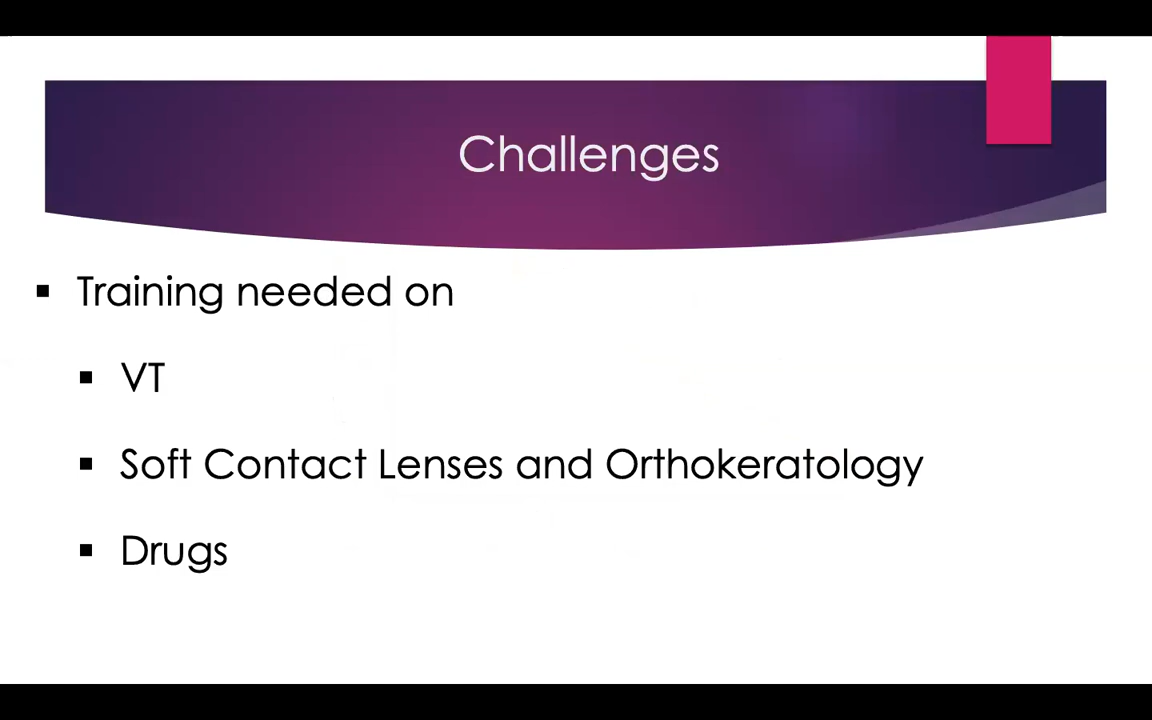 Challenges
▪ Training needed on
▪ VT
▪ Soft Contact Lenses and Orthokeratology
▪ Drugs